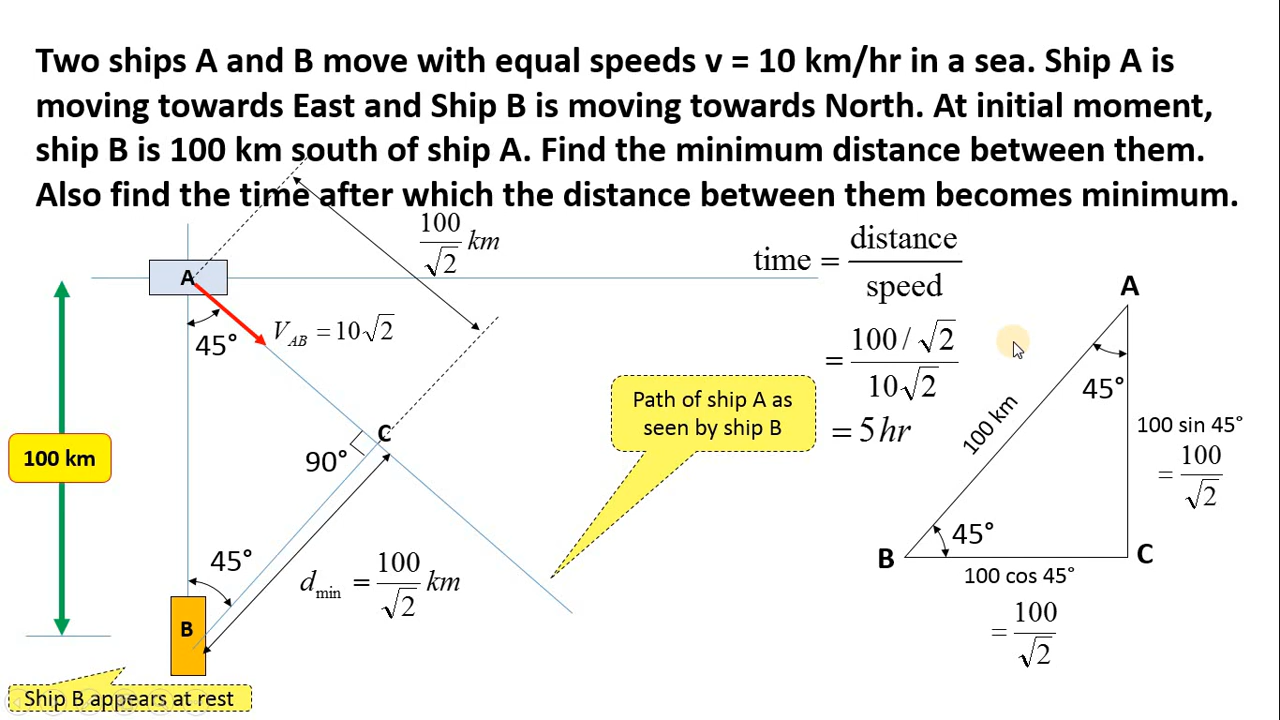 Two ships A and B move with equal speeds v = 10 km/hr in a sea. Ship A is
moving towards East and Ship B is moving towards North. At initial moment,
ship B is 100 km south of ship A. Find the minimum distance between them.
Also find the time after which the distance between them becomes minimum.
100/√2 km
A
45°
V_AB = 10√2
100 km
C
90°
45°
d_min = 100/√2 km
B
Ship B appears at rest
Path of ship A as
seen by ship B
time = distance/speed
= (100 / √2)/(10√2)
= 5 hr
A
45°
100 km
100 sin 45°
= 100/√2
45°
B
C
100 cos 45°
= 100/√2